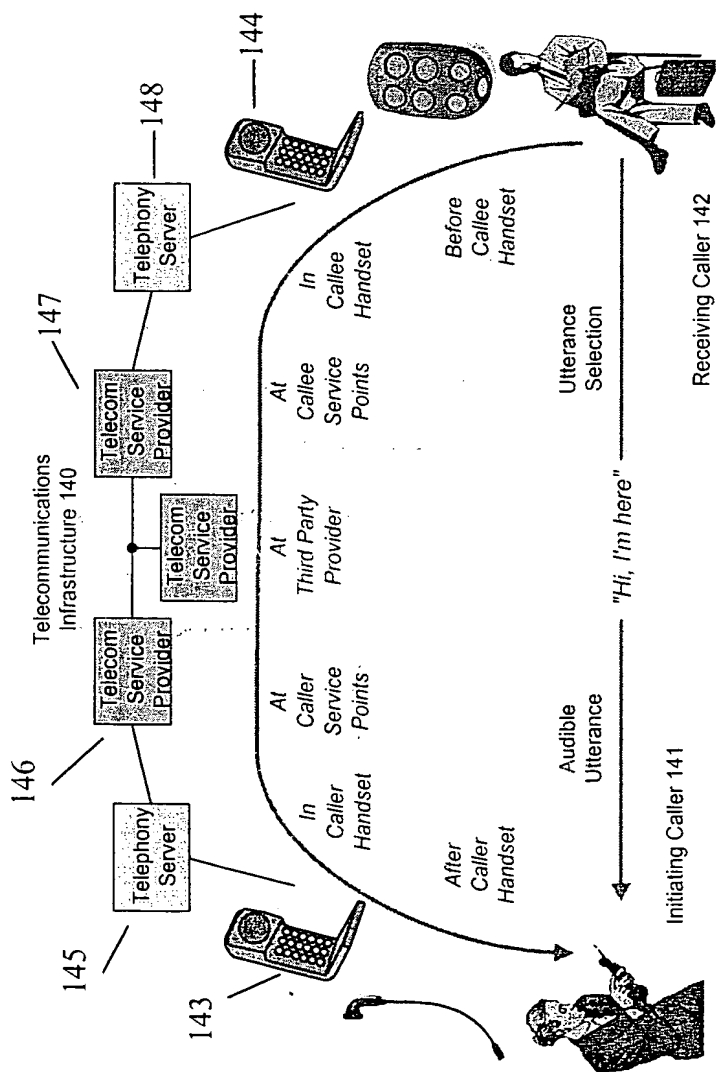 Telecommunications
Infrastructure 140
147
148
144
146
145
143
Telephony
Server
Telecom
Service
Provider
Telecom
Service
Provider
Telecom
Service
Provider
Telephony
Server
In
Caller
Handset
At
Caller
Service
Points
At
Third Party
Provider
At
Callee
Service
Points
In
Callee
Handset
After
Caller
Handset
Before
Callee
Handset
Audible
Utterance
"Hi, I'm here"
Utterance
Selection
Initiating Caller 141
Receiving Caller 142